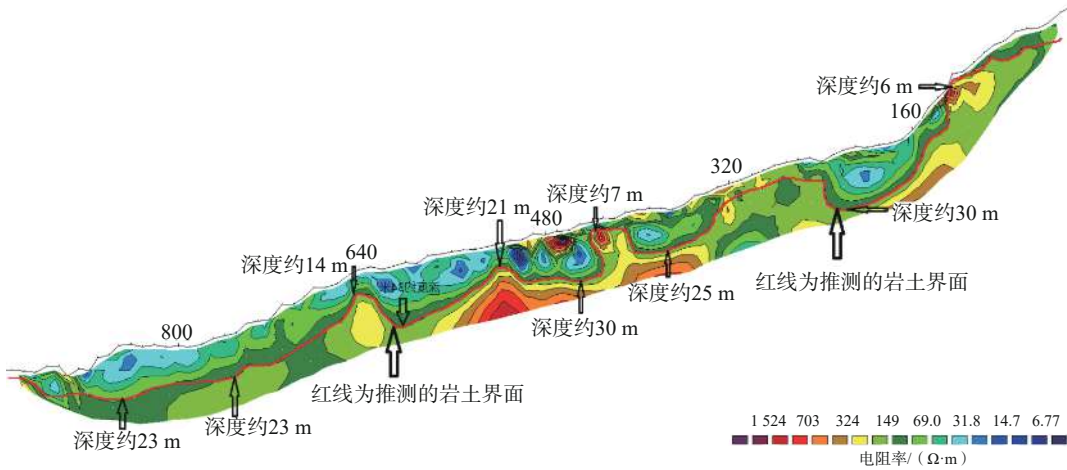 深度约6 m
160
320
深度约7 m
深度约21 m
480
深度约30 m
640
深度约14 m
红线为推测的岩土界面
深度约25 m
深度约30 m
800
红线为推测的岩土界面
深度约23 m
深度约23 m
1 524 703 324 149 69.0 31.8 14.7 6.77
电阻率/（Ω·m）